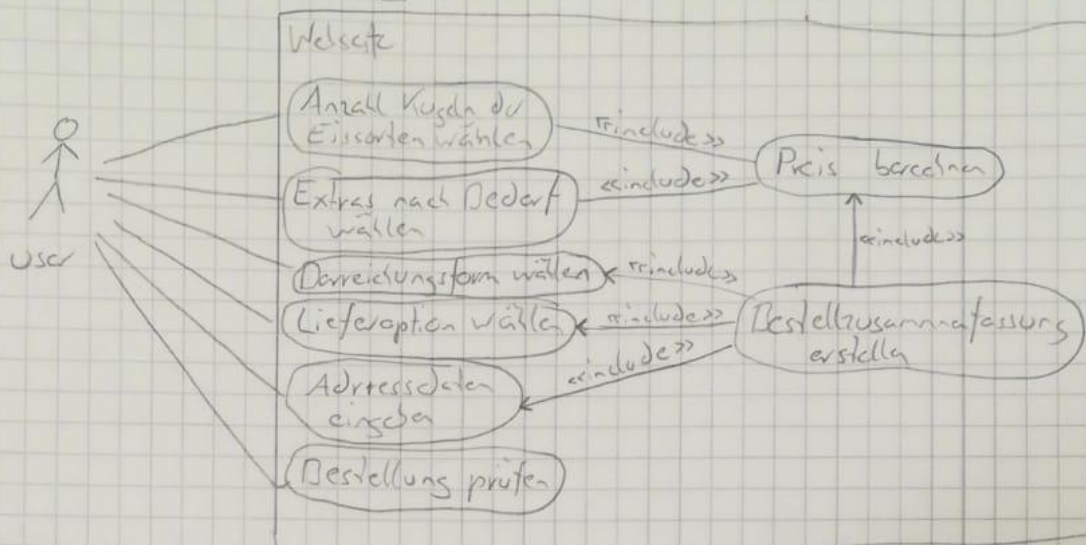 Webseite
Anzahl Kugeln du
Eissorten wählen
<<include>>
Preis berechnen
Extras nach Bedarf
wählen
<<include>>
<<include>>
User
Darreichungsform wählen
<<include>>
Lieferoption wählen
<<include>>
Bestellzusammenfassung
erstellen
<<include>>
Adressdaten
eingeben
Bestellung prüfen